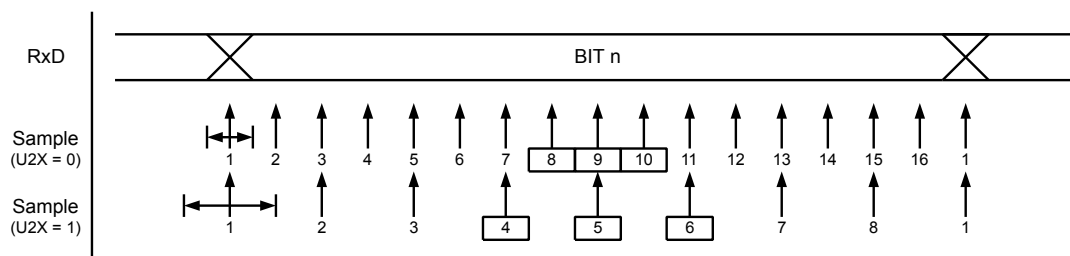 RxD BIT n
Sample
(U2X = 0)
1 2 3 4 5 6 7 8 9 10 11 12 13 14 15 16 1
Sample
(U2X = 1)
1 2 3 4 5 6 7 8 1